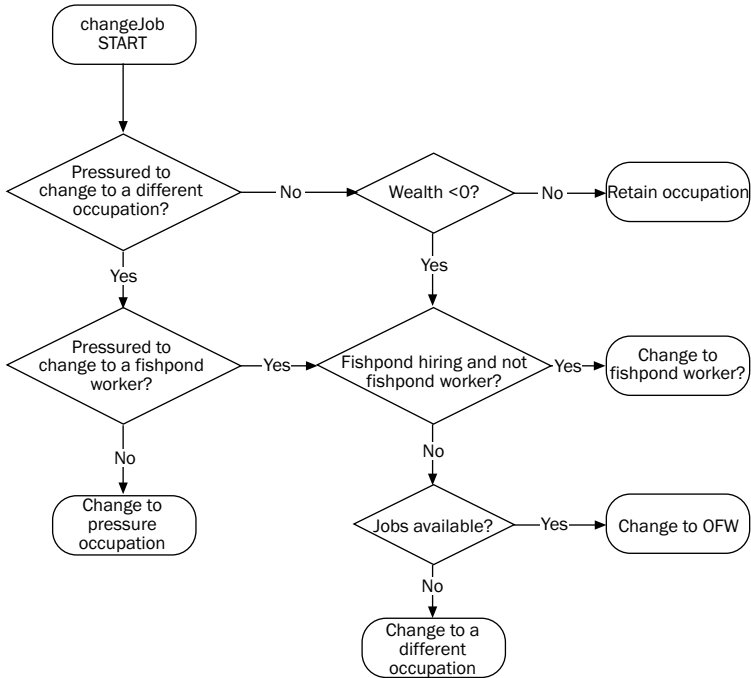 changeJob
START
Pressured to
change to a different
occupation?
No
Wealth <0?
No
Retain occupation
Yes
Yes
Pressured to
change to a fishpond
worker?
Yes
Fishpond hiring and not
fishpond worker?
Yes
Change to
fishpond worker?
No
No
Change to
pressure
occupation
Jobs available?
Yes
Change to OFW
No
Change to a
different
occupation